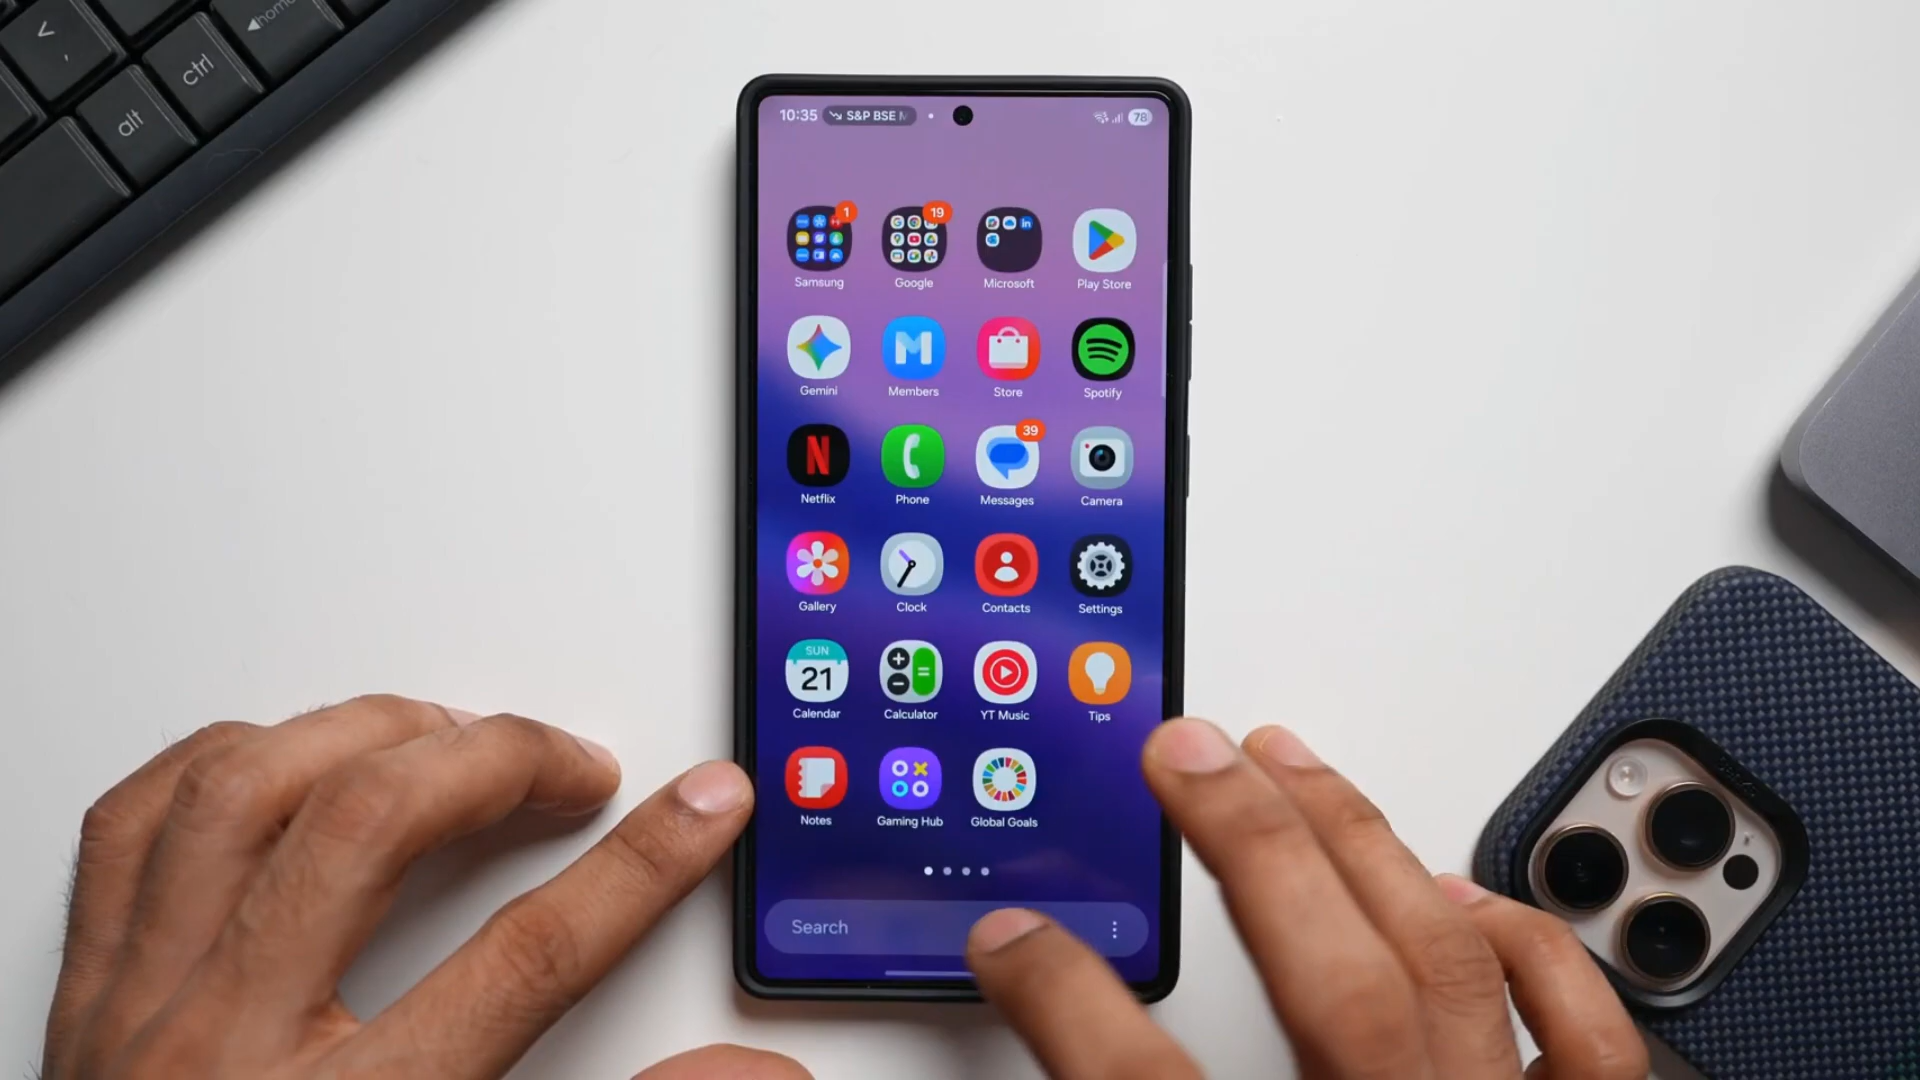 <
,
ctrl
home
alt
10:35 S&P BSE 78
1 19
Samsung Google Microsoft Play Store
Gemini Members Store Spotify
39
Netflix Phone Messages Camera
Gallery Clock Contacts Settings
SUN
21
Calendar Calculator YT Music Tips
Notes Gaming Hub Global Goals
Search